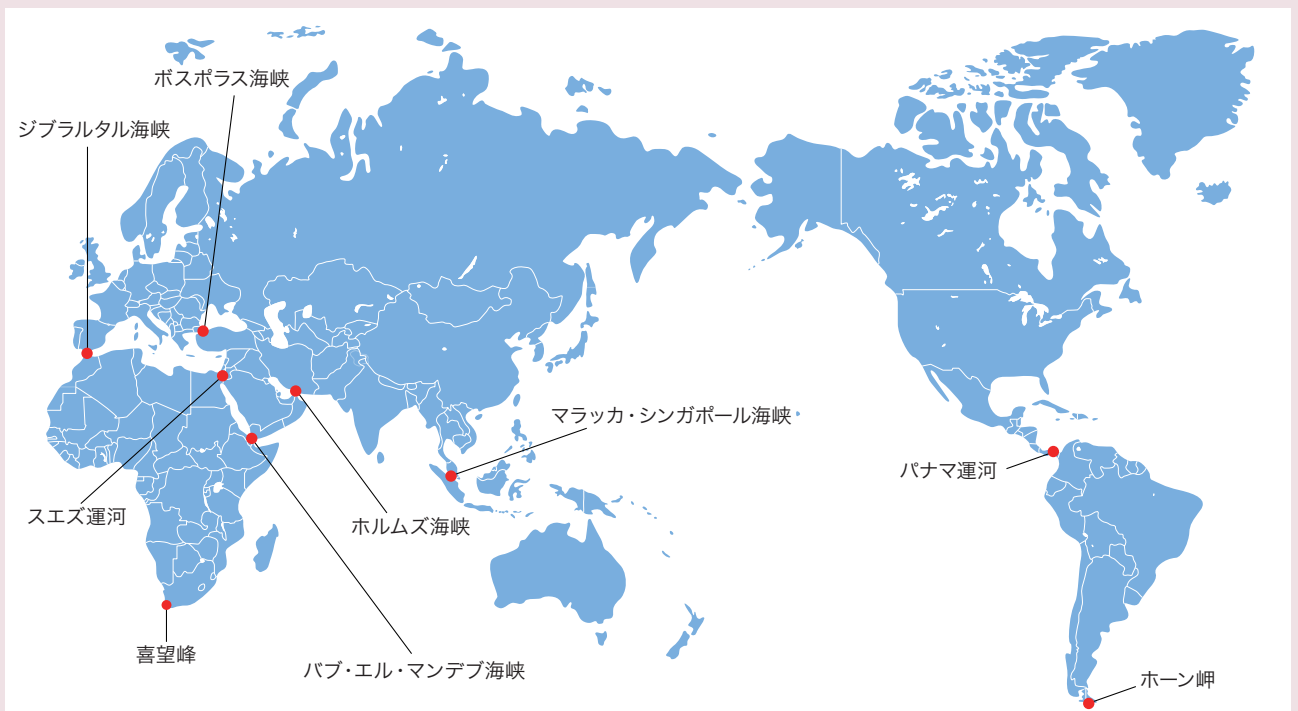 ボスポラス海峡
ジブラルタル海峡
マラッカ・シンガポール海峡
パナマ運河
スエズ運河
ホルムズ海峡
喜望峰
バブ・エル・マンデブ海峡
ホーン岬